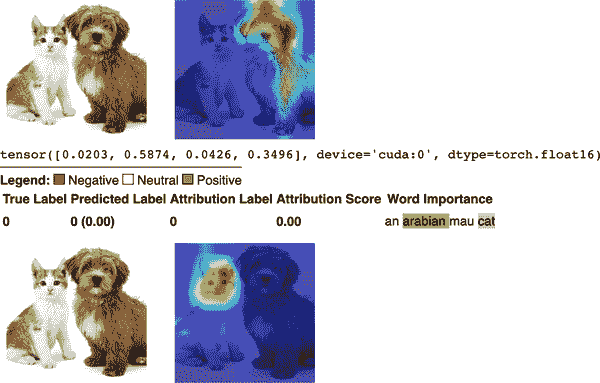 tensor([0.0203, 0.5874, 0.0426, 0.3496], device='cuda:0', dtype=torch.float16)
Legend: Negative Neutral Positive
True Label Predicted Label Attribution Label Attribution Score Word Importance
0 0 (0.00) 0 0.00 an arabian mau cat